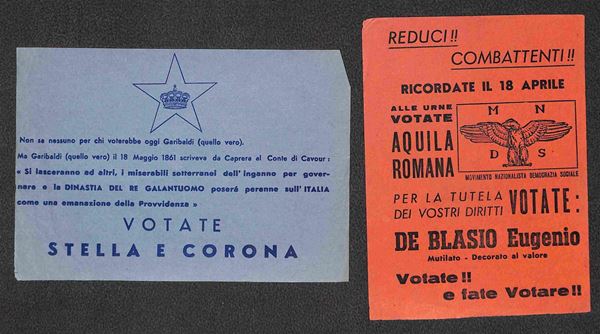 Non sa nessuno per chi voterebbe oggi Garibaldi (quello vero).
Ma Garibaldi (quello vero) il 18 Maggio 1861 scriveva da Caprera al Conte di Cavour :
« Si lasceranno ad altri, i miserabili sotterranei dell'inganno per gover-
nare e la DINASTIA DEL RE GALANTUOMO poserá perenne sull'ITALIA
come una emanazione della Provvidenza »
VOTATE
STELLA E CORONA
REDUCI!!
COMBATTENTI!!
RICORDATE IL 18 APRILE
ALLE URNE
VOTATE
AQUILA
ROMANA
M N
D S
MOVIMENTO NAZIONALISTA DEMOCRAZIA SOCIALE
PER LA TUTELA
DEI VOSTRI DIRITTI
VOTATE :
DE BLASIO Eugenio
Mutilato - Decorato al valore
Votate!!
e fate Votare!!